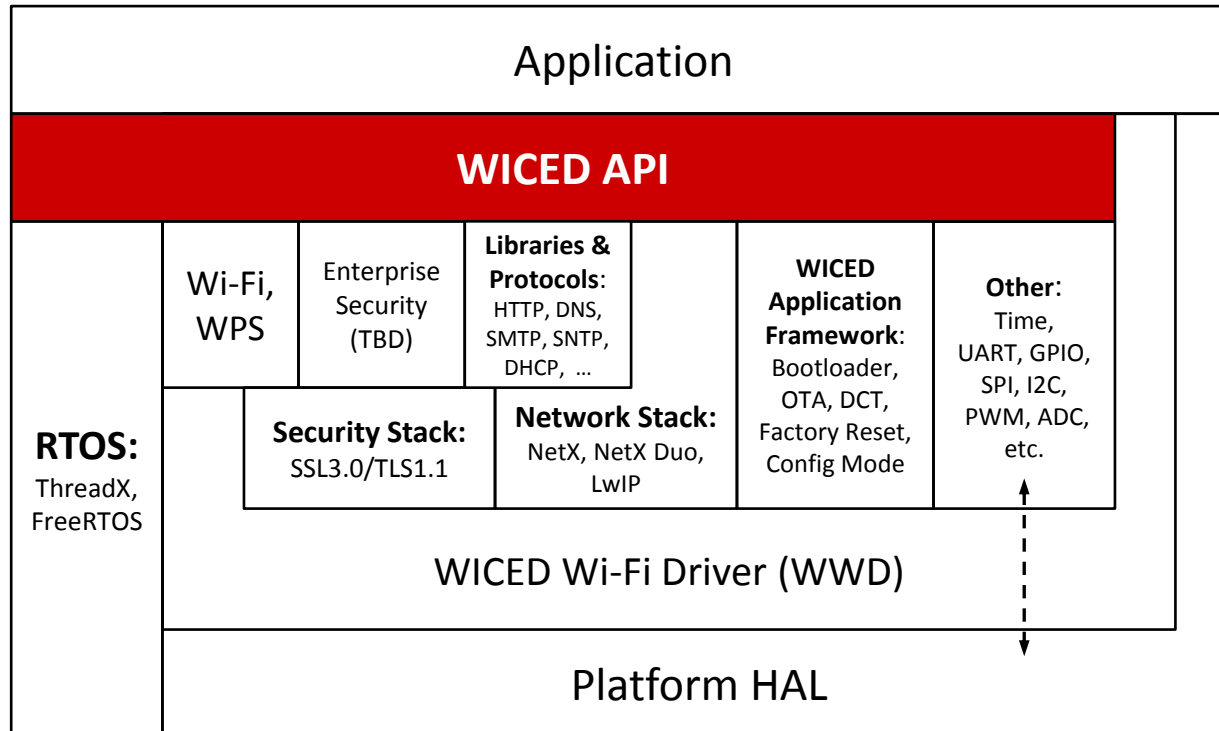 Application
WICED API
Wi-Fi,
WPS
Enterprise
Security
(TBD)
Libraries &
Protocols:
HTTP, DNS,
SMTP, SNTP,
DHCP, ...
WICED
Application
Framework:
Bootloader,
OTA, DCT,
Factory Reset,
Config Mode
Other:
Time,
UART, GPIO,
SPI, I2C,
PWM, ADC,
etc.
RTOS:
ThreadX,
FreeRTOS
Security Stack:
SSL3.0/TLS1.1
Network Stack:
NetX, NetX Duo,
LwIP
WICED Wi-Fi Driver (WWD)
Platform HAL